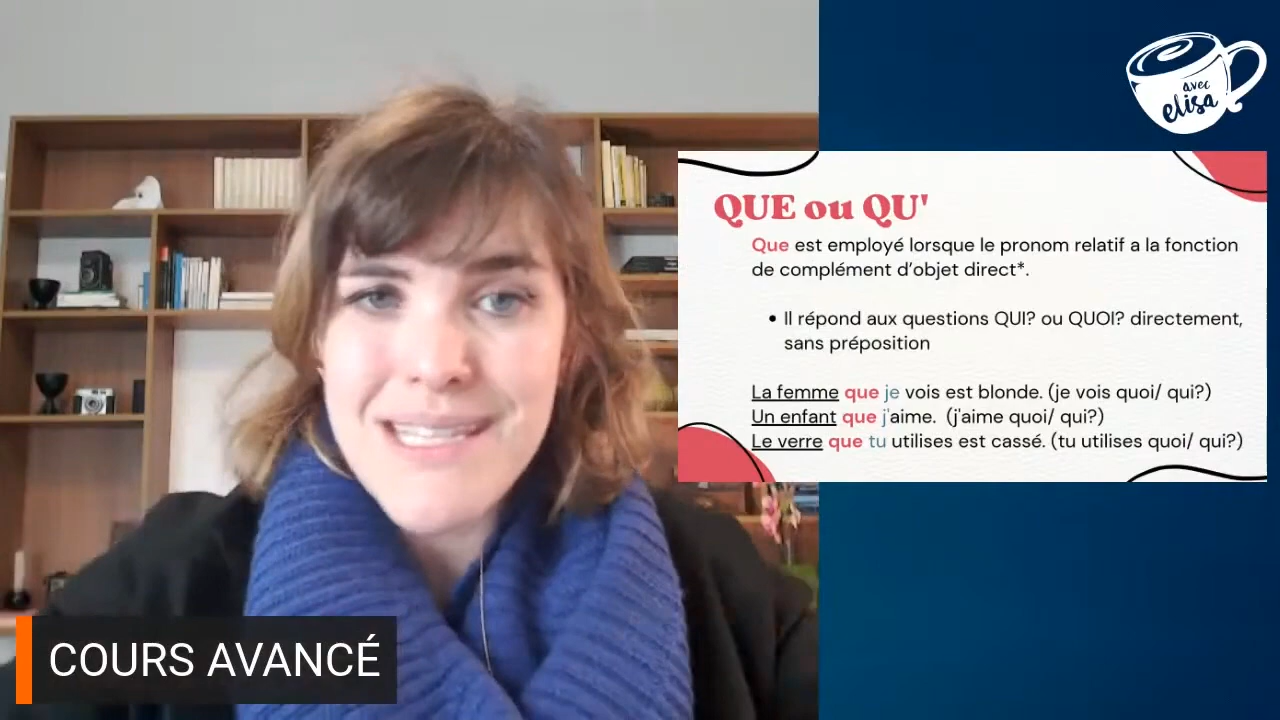 avec
elisa
QUE ou QU'
Que est employé lorsque le pronom relatif a la fonction
de complément d'objet direct*.
• Il répond aux questions QUI? ou QUOI? directement,
sans préposition
La femme que je vois est blonde. (je vois quoi/ qui?)
Un enfant que j'aime. (j'aime quoi/ qui?)
Le verre que tu utilises est cassé. (tu utilises quoi/ qui?)
COURS AVANCÉ